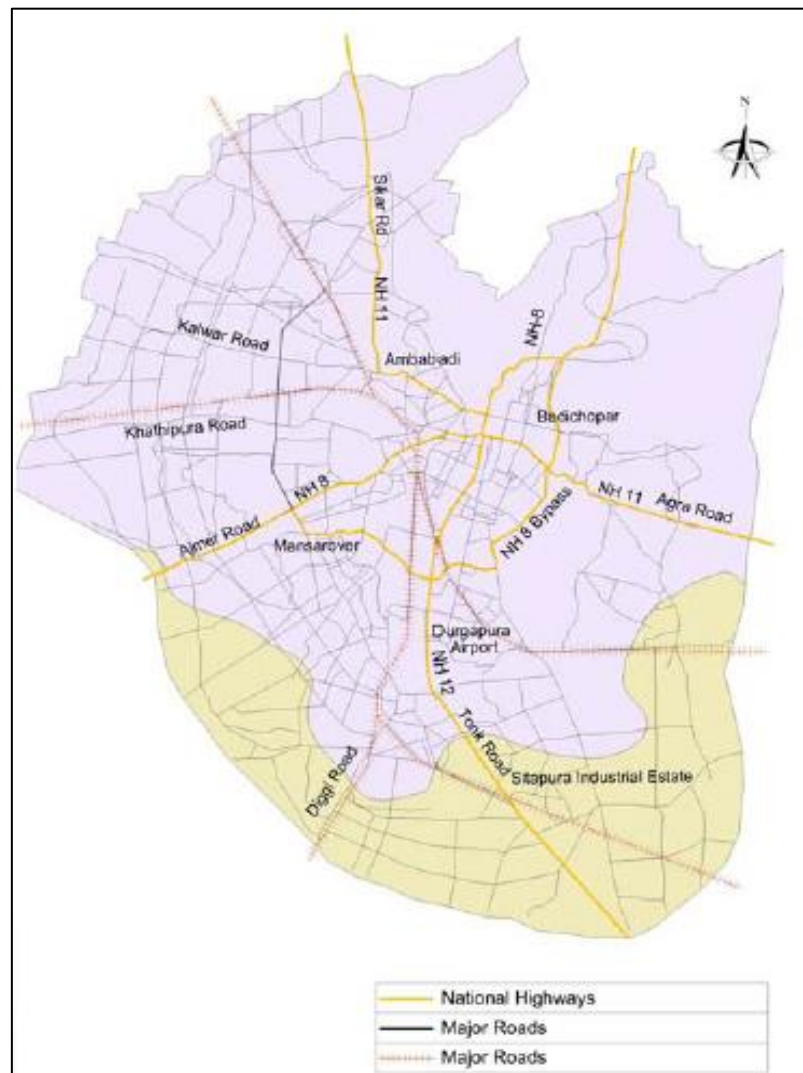 N
Sikar Rd
NH 11
Kalwar Road
Ambabadi
NH-8
Badichopar
Khathipura Road
NH 8
Ajmer Road
NH 11
Agra Road
NH 8 Bypass
Mansarover
Durgapura
Airport
NH 12
Tonk Road
Sitapura Industrial Estate
Diggi Road
National Highways
Major Roads
Major Roads